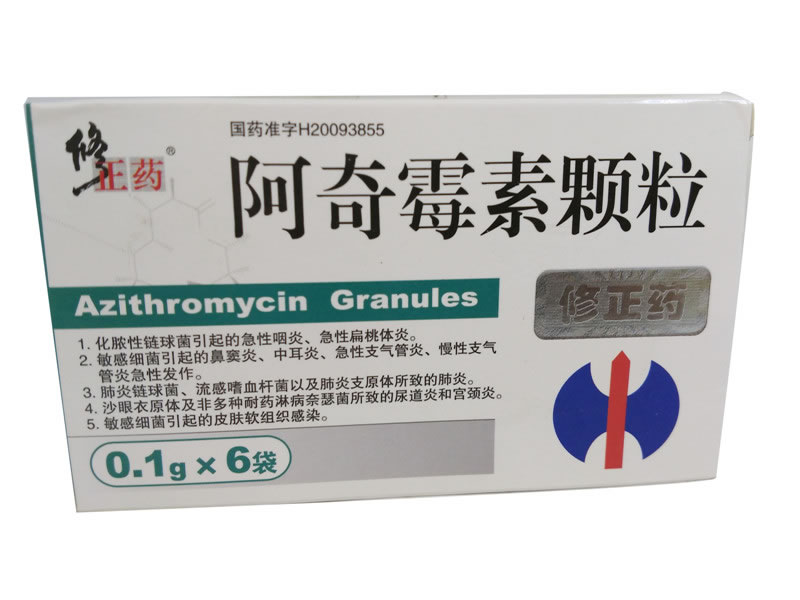 国药准字H20093855
修正药®
阿奇霉素颗粒
Azithromycin Granules
修正药
1. 化脓性链球菌引起的急性咽炎、急性扁桃体炎。
2. 敏感细菌引起的鼻窦炎、中耳炎、急性支气管炎、慢性支气
管炎急性发作。
3. 肺炎链球菌、流感嗜血杆菌以及肺炎支原体所致的肺炎。
4. 沙眼衣原体及非多种耐药淋病奈瑟菌所致的尿道炎和宫颈炎。
5. 敏感细菌引起的皮肤软组织感染。
0.1g×6袋